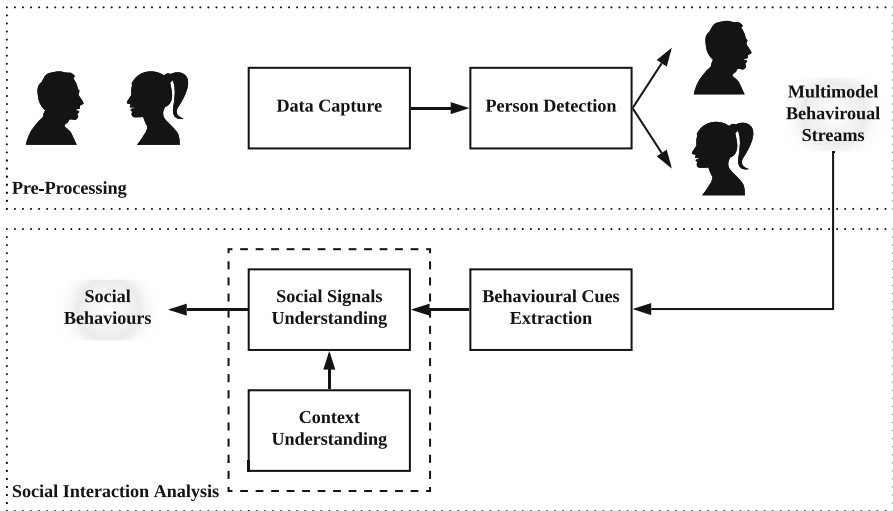 Data Capture
Person Detection
Multimodel
Behaviroual
Streams
Pre-Processing
Social
Behaviours
Social Signals
Understanding
Behavioural Cues
Extraction
Context
Understanding
Social Interaction Analysis